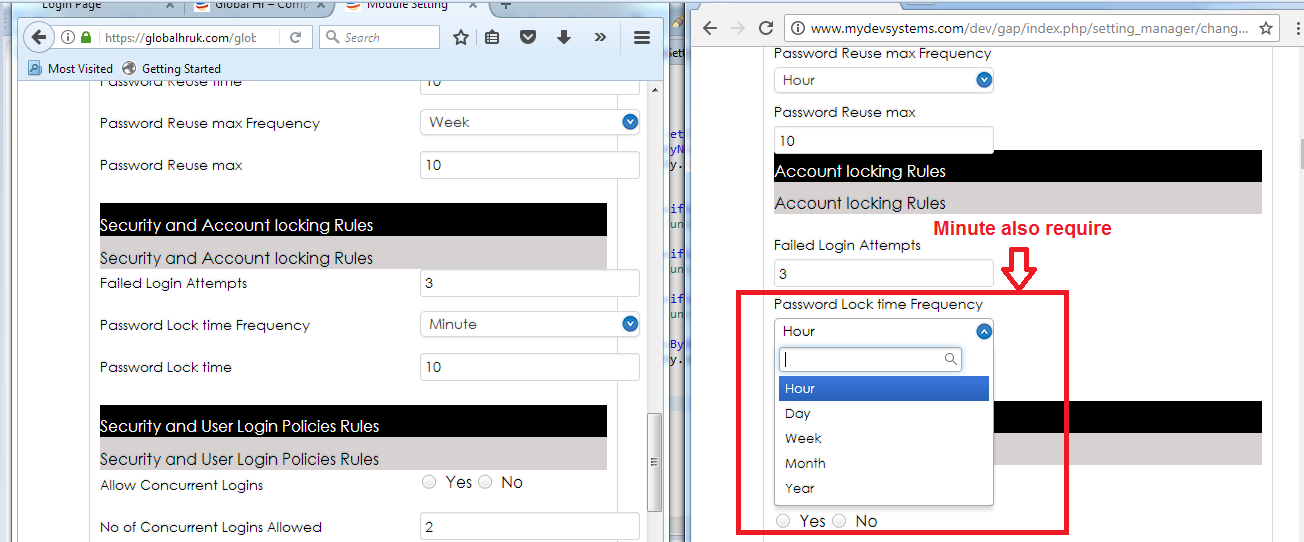 Login Page
Global HR – Comp
Module Setting
https://globalhruk.com/glob
Search
Most Visited
Getting Started
Password Reuse time
10
Password Reuse max Frequency
Week
Password Reuse max
10
Security and Account locking Rules
Security and Account locking Rules
Failed Login Attempts
3
Password Lock time Frequency
Minute
Password Lock time
10
Security and User Login Policies Rules
Security and User Login Policies Rules
Allow Concurrent Logins
Yes
No
No of Concurrent Logins Allowed
2
www.mydevsystems.com/dev/gap/index.php/setting_manager/chang...
Password Reuse max Frequency
Hour
Password Reuse max
10
Account locking Rules
Account locking Rules
Minute also require
Failed Login Attempts
3
Password Lock time Frequency
Hour
Hour
Day
Week
Month
Year
Yes
No